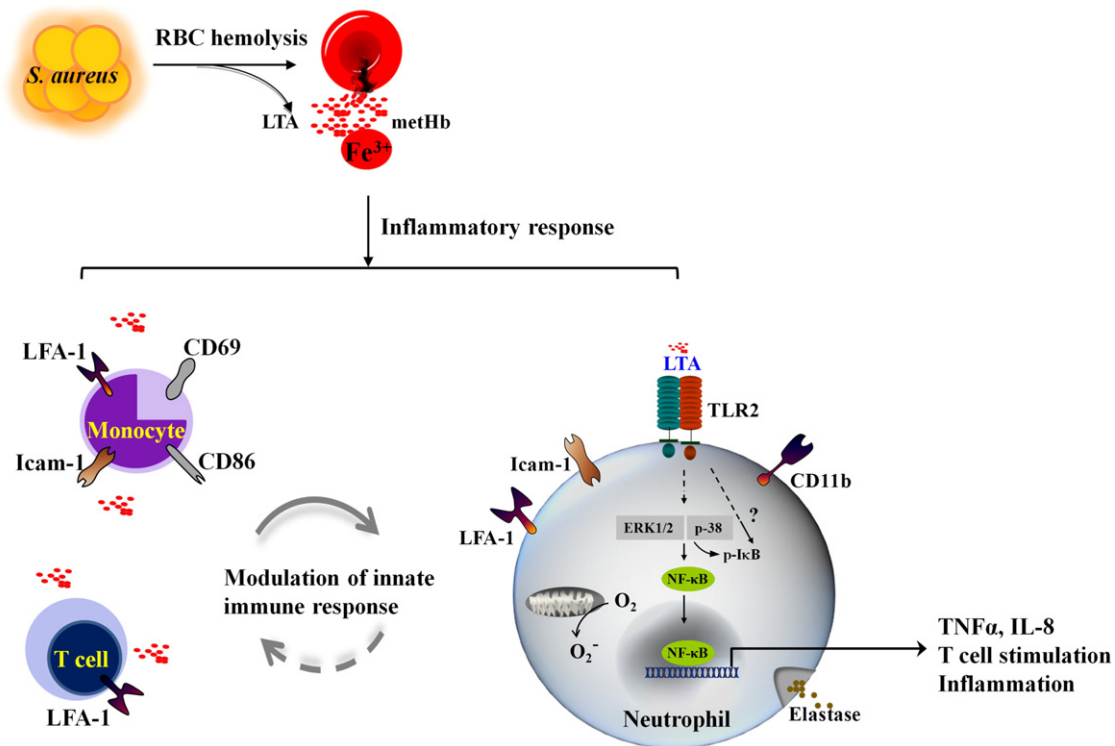 S. aureus
RBC hemolysis
LTA
metHb
Fe³⁺
Inflammatory response
LFA-1
CD69
Monocyte
Icam-1
CD86
T cell
LFA-1
Modulation of innate
immune response
LTA
TLR2
Icam-1
CD11b
LFA-1
ERK1/2
p-38
?
p-IκB
NF-κB
O₂
O₂⁻
NF-κB
Neutrophil
Elastase
TNFα, IL-8
T cell stimulation
Inflammation